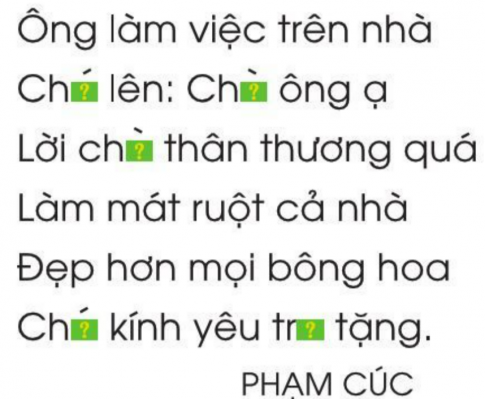 Ông làm việc trên nhà
Ch?́ lên: Ch?̀ ông ạ
Lời ch?̀ thân thương quá
Làm mát ruột cả nhà
Đẹp hơn mọi bông hoa
Ch?́ kính yêu tr? tặng.
PHẠM CÚC